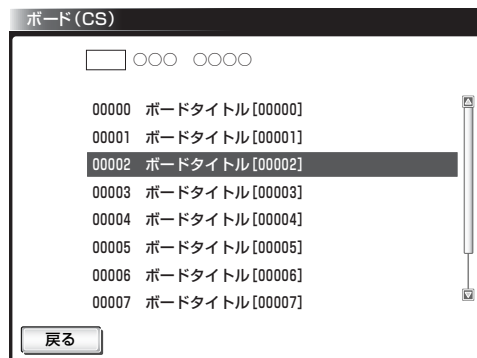 ボード（CS）
○○○ ○○○○
00000 ボードタイトル[00000]
00001 ボードタイトル[00001]
00002 ボードタイトル[00002]
00003 ボードタイトル[00003]
00004 ボードタイトル[00004]
00005 ボードタイトル[00005]
00006 ボードタイトル[00006]
00007 ボードタイトル[00007]
戻る